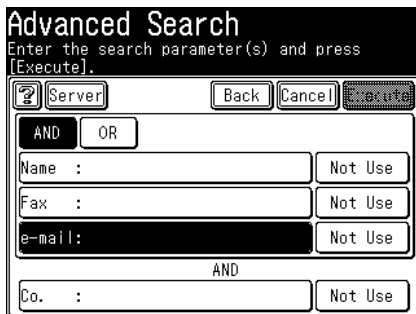 Advanced Search
Enter the search parameter(s) and press
[Execute].
? Server Back Cancel Execute
AND OR
Name : Not Use
Fax : Not Use
e-mail: Not Use
AND
Co. : Not Use